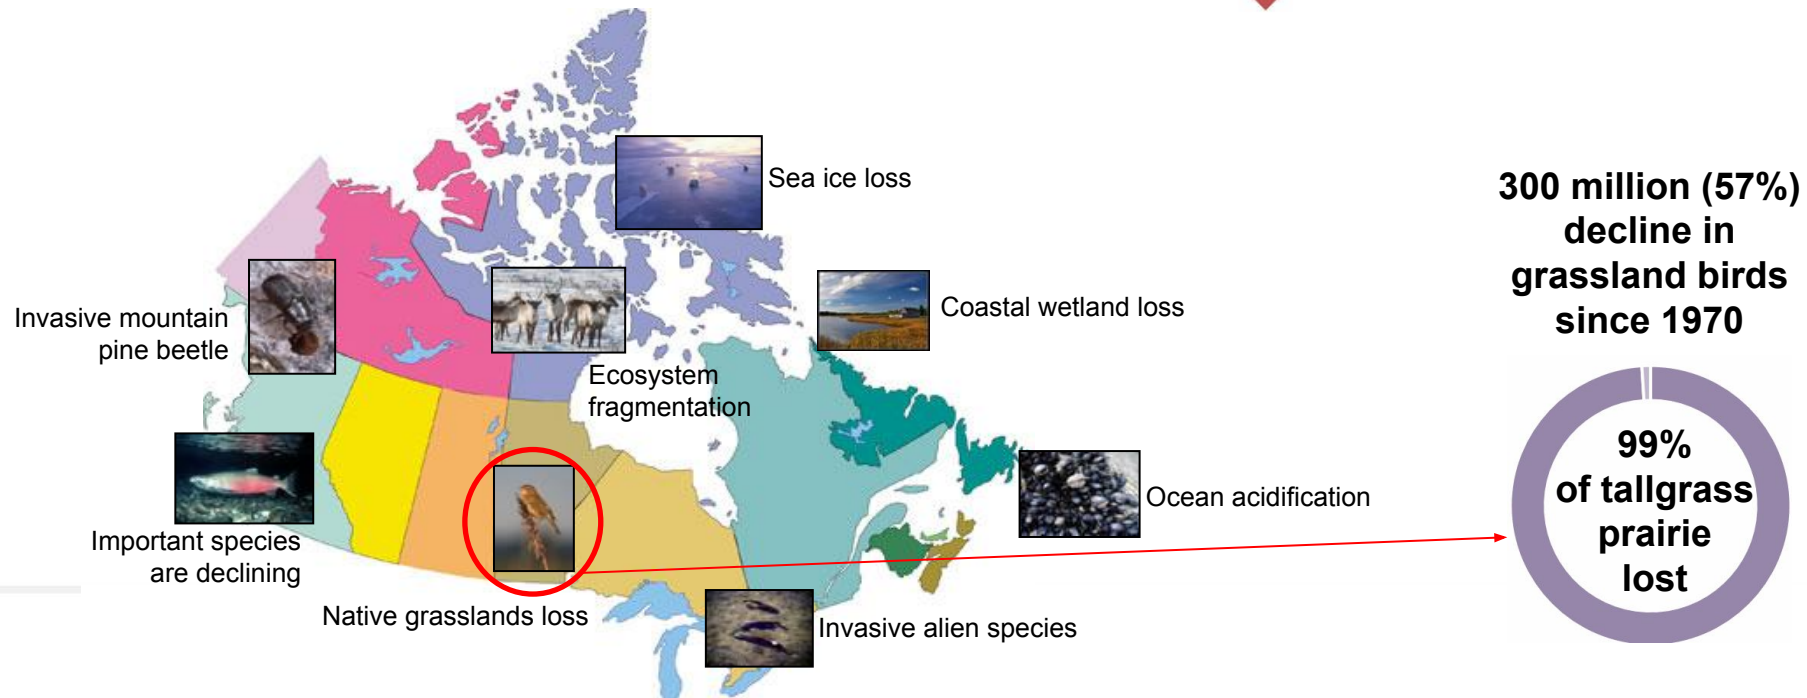 Sea ice loss
Invasive mountain
pine beetle
Coastal wetland loss
Ecosystem
fragmentation
Important species
are declining
Ocean acidification
Native grasslands loss
Invasive alien species
300 million (57%)
decline in
grassland birds
since 1970
99%
of tallgrass
prairie
lost